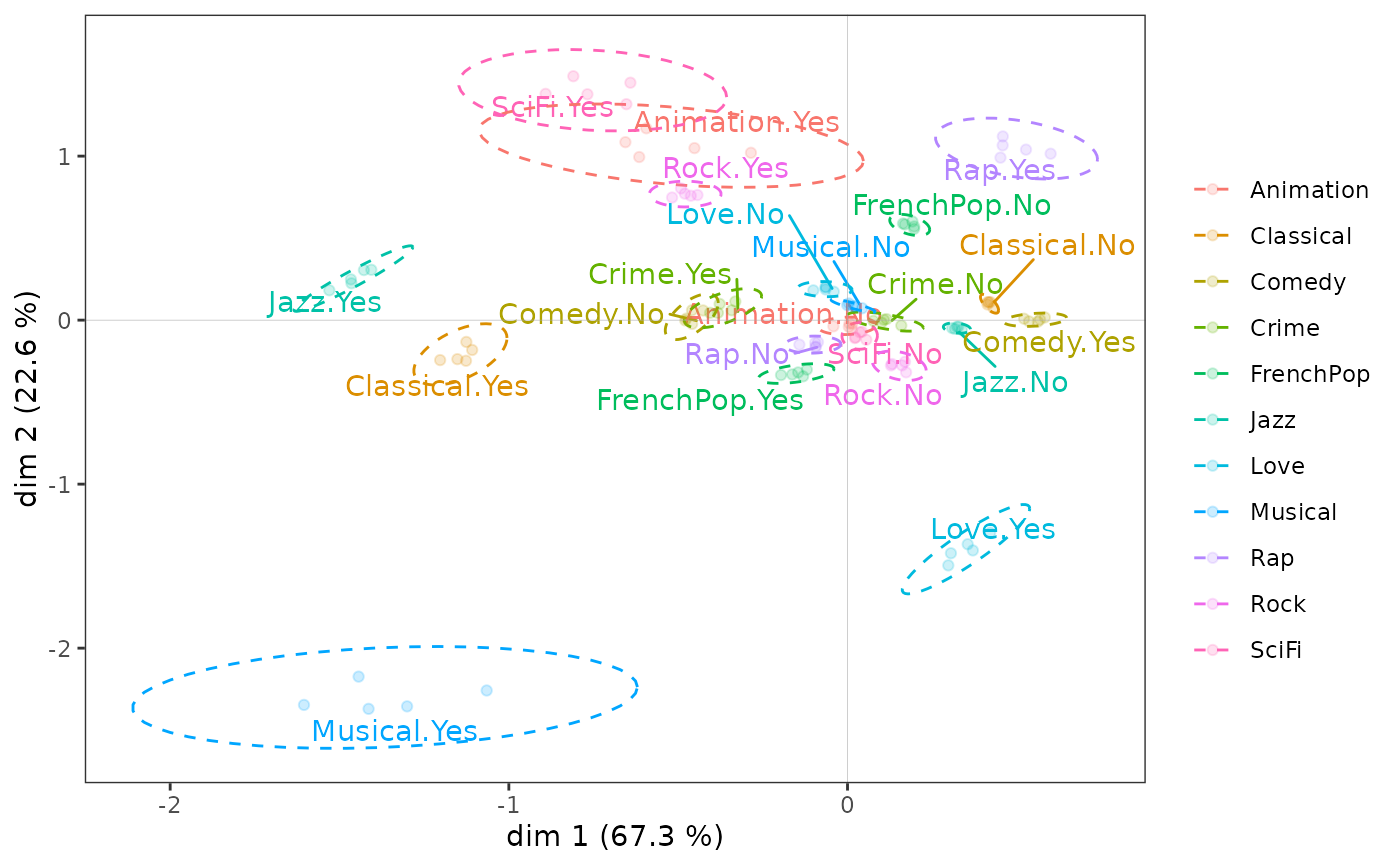 SciFi.Yes
Animation.Yes
Rock.Yes
Rap.Yes
Love.No
FrenchPop.No
Musical.No
Classical.No
Crime.Yes
Crime.No
Jazz.Yes
Comedy.No
Animation.No
Comedy.Yes
Rap.No
SciFi.No
Classical.Yes
Jazz.No
FrenchPop.Yes
Rock.No
Love.Yes
Musical.Yes
1
0
-1
-2
-2
-1
0
dim 1 (67.3 %)
dim 2 (22.6 %)
Animation
Classical
Comedy
Crime
FrenchPop
Jazz
Love
Musical
Rap
Rock
SciFi